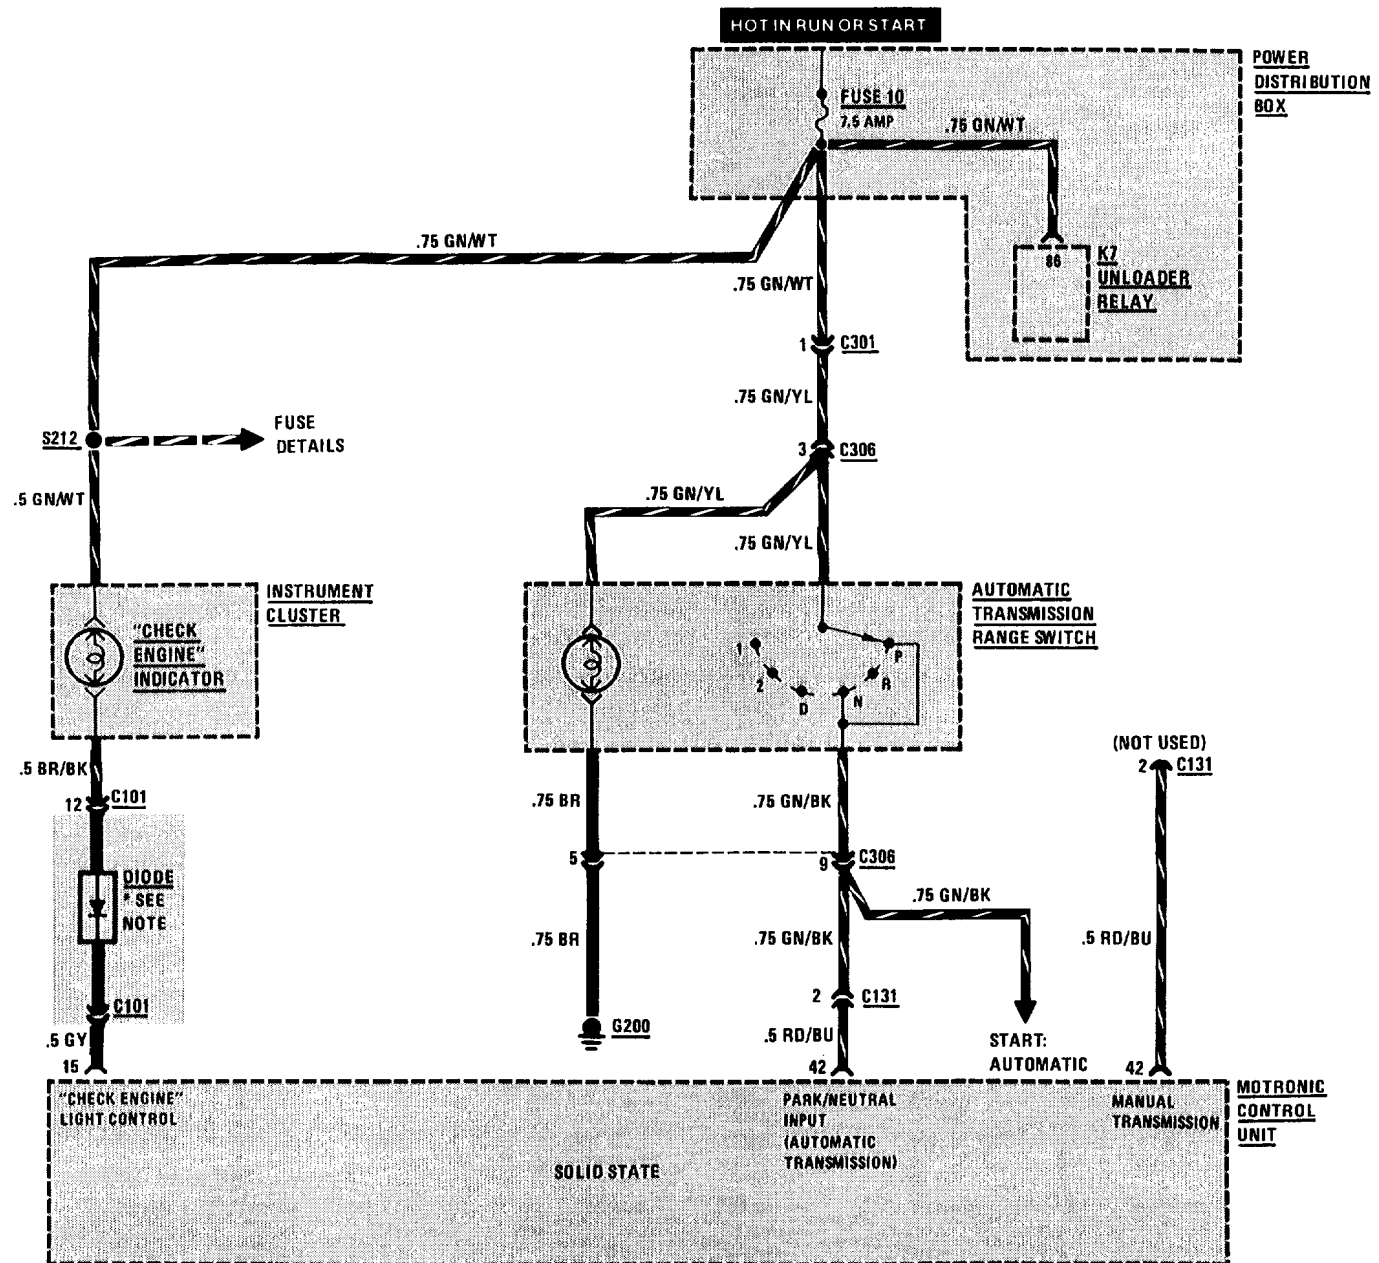 HOT IN RUN OR START
POWER
DISTRIBUTION
BOX
FUSE 10
7.5 AMP
.75 GN/WT
.75 GN/WT
86
K7
UNLOADER
RELAY
.75 GN/WT
1
C301
.75 GN/YL
S212
FUSE
DETAILS
3
C306
.5 GN/WT
.75 GN/YL
.75 GN/YL
INSTRUMENT
CLUSTER
"CHECK
ENGINE"
INDICATOR
AUTOMATIC
TRANSMISSION
RANGE SWITCH
1
2
D
N
R
P
.5 BR/BK
12
C101
.75 BR
.75 GN/BK
(NOT USED)
2
C131
5
9
C306
DIODE
* SEE
NOTE
.75 GN/BK
.75 BR
.75 GN/BK
.5 RD/BU
C101
2
C131
.5 GY
G200
.5 RD/BU
START:
AUTOMATIC
15
42
42
MOTRONIC
CONTROL
UNIT
"CHECK ENGINE"
LIGHT CONTROL
PARK/NEUTRAL
INPUT
(AUTOMATIC
TRANSMISSION)
MANUAL
TRANSMISSION
SOLID STATE